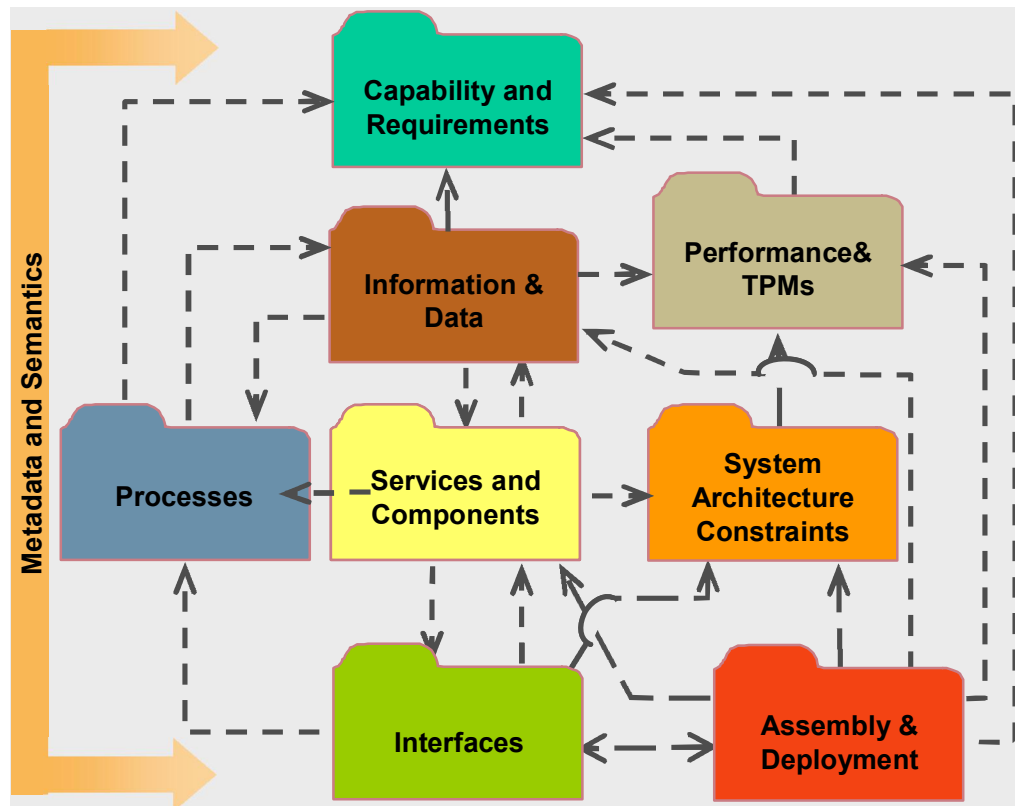 Metadata and Semantics
Capability and
Requirements
Information &
Data
Performance&
TPMs
Processes
Services and
Components
System
Architecture
Constraints
Interfaces
Assembly &
Deployment